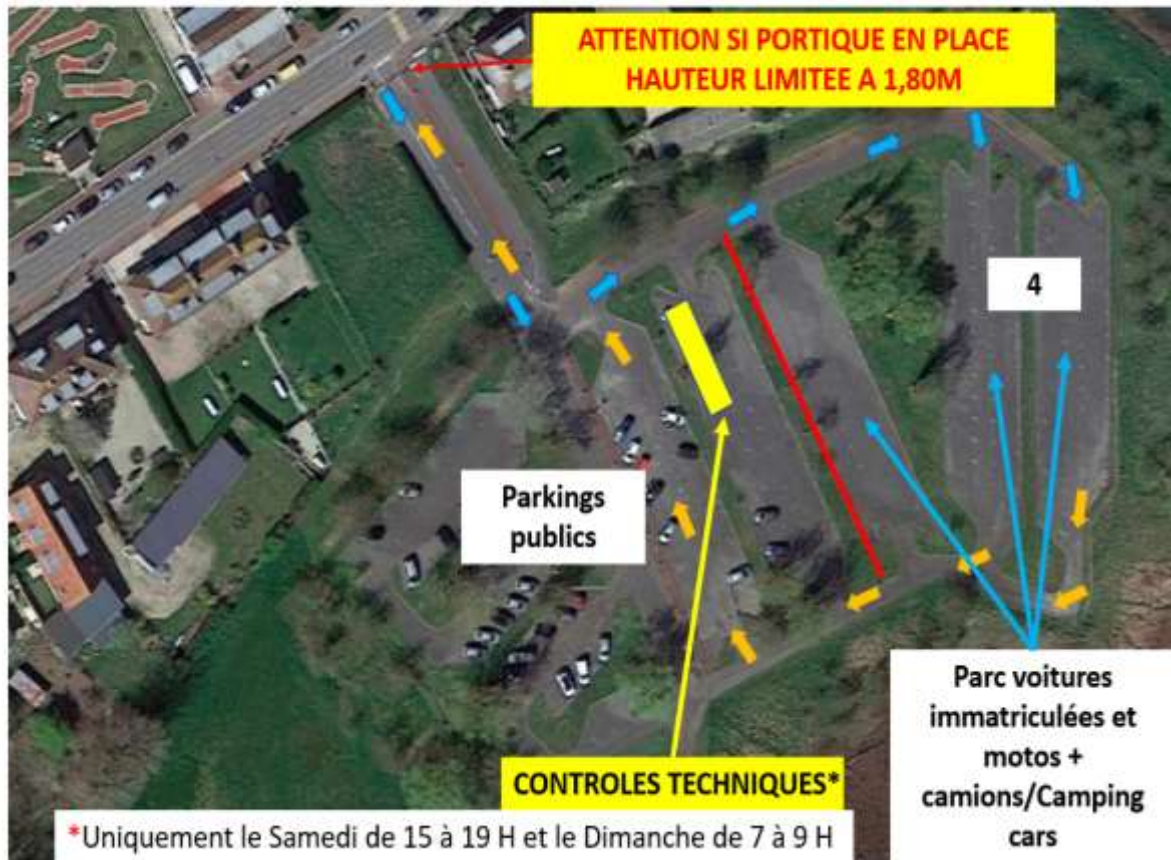 ATTENTION SI PORTIQUE EN PLACE
HAUTEUR LIMITEE A 1,80M
4
Parkings
publics
Parc voitures
immatriculées et
motos +
camions/Camping
cars
CONTROLES TECHNIQUES*
*Uniquement le Samedi de 15 à 19 H et le Dimanche de 7 à 9 H